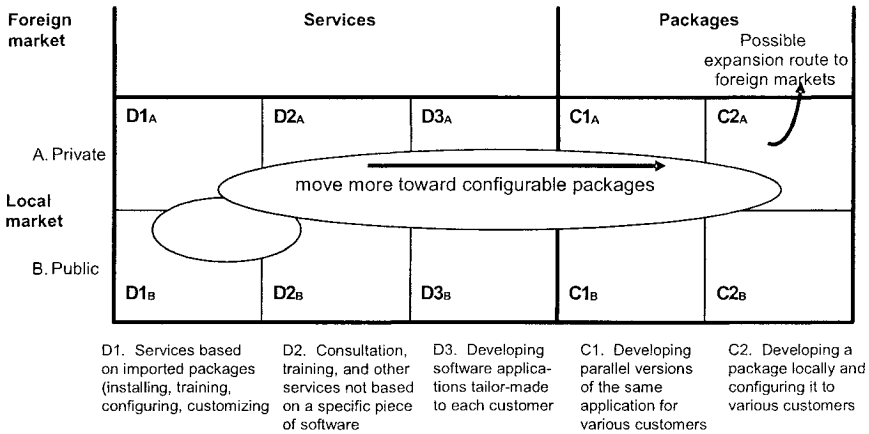 Foreign
market
Services
Packages
Possible
expansion route to
foreign markets
D1A
D2A
D3A
C1A
C2A
A. Private
move more toward configurable packages
Local
market
B. Public
D1B
D2B
D3B
C1B
C2B
D1. Services based
on imported packages
(installing, training,
configuring, customizing
D2. Consultation,
training, and other
services not based
on a specific piece
of software
D3. Developing
software applica-
tions tailor-made
to each customer
C1. Developing
parallel versions
of the same
application for
various customers
C2. Developing a
package locally and
configuring it to
various customers